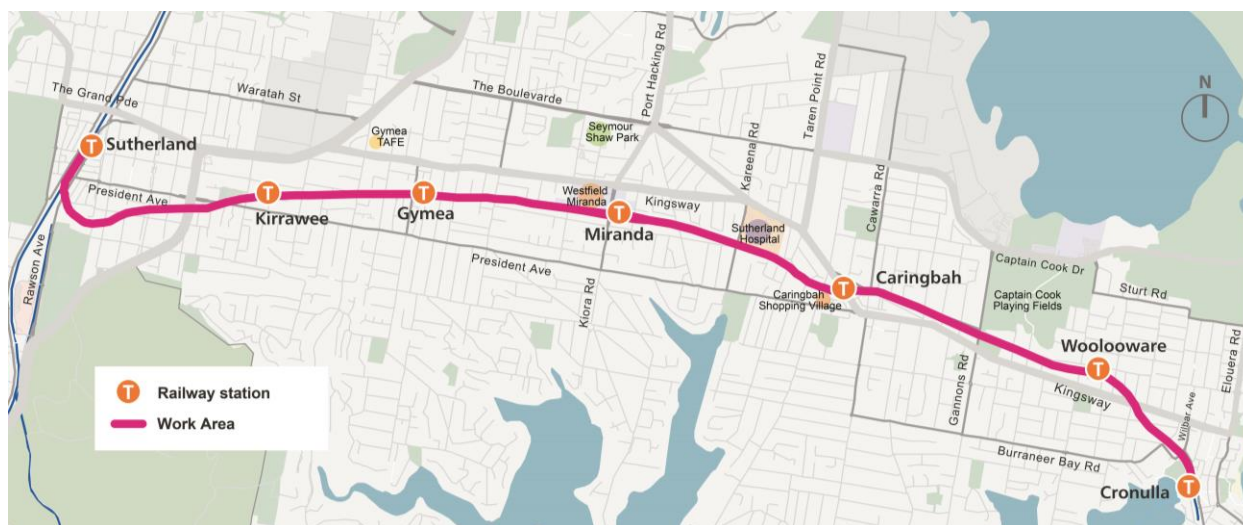 The Grand Pde
Waratah St
The Boulevarde
Port Hacking Rd
Taren Point Rd
N
T
Sutherland
Gymea
TAFE
Seymour
Shaw Park
Kareena Rd
Cawarra Rd
President Ave
T
Kirrawee
T
Gymea
Westfield
Miranda
T
Miranda
Kingsway
Sutherland
Hospital
Rawson Ave
President Ave
Kiora Rd
T
Caringbah
Caringbah
Shopping Village
Captain Cook Dr
Captain Cook
Playing Fields
Sturt Rd
Elouera Rd
Woolooware
T
Gannons Rd
Kingsway
Wilbar Ave
Burraneer Bay Rd
Cronulla
T
T
Railway station
Work Area